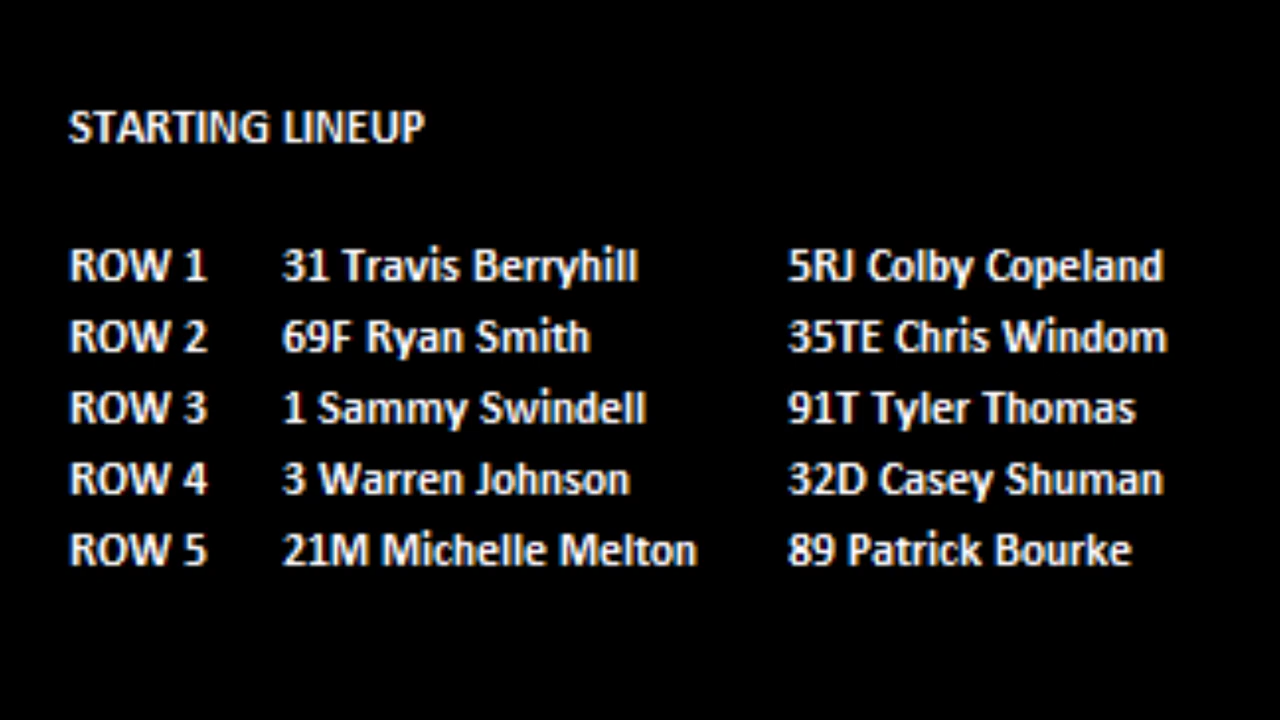 STARTING LINEUP
ROW 1 31 Travis Berryhill 5RJ Colby Copeland
ROW 2 69F Ryan Smith 35TE Chris Windom
ROW 3 1 Sammy Swindell 91T Tyler Thomas
ROW 4 3 Warren Johnson 32D Casey Shuman
ROW 5 21M Michelle Melton 89 Patrick Bourke